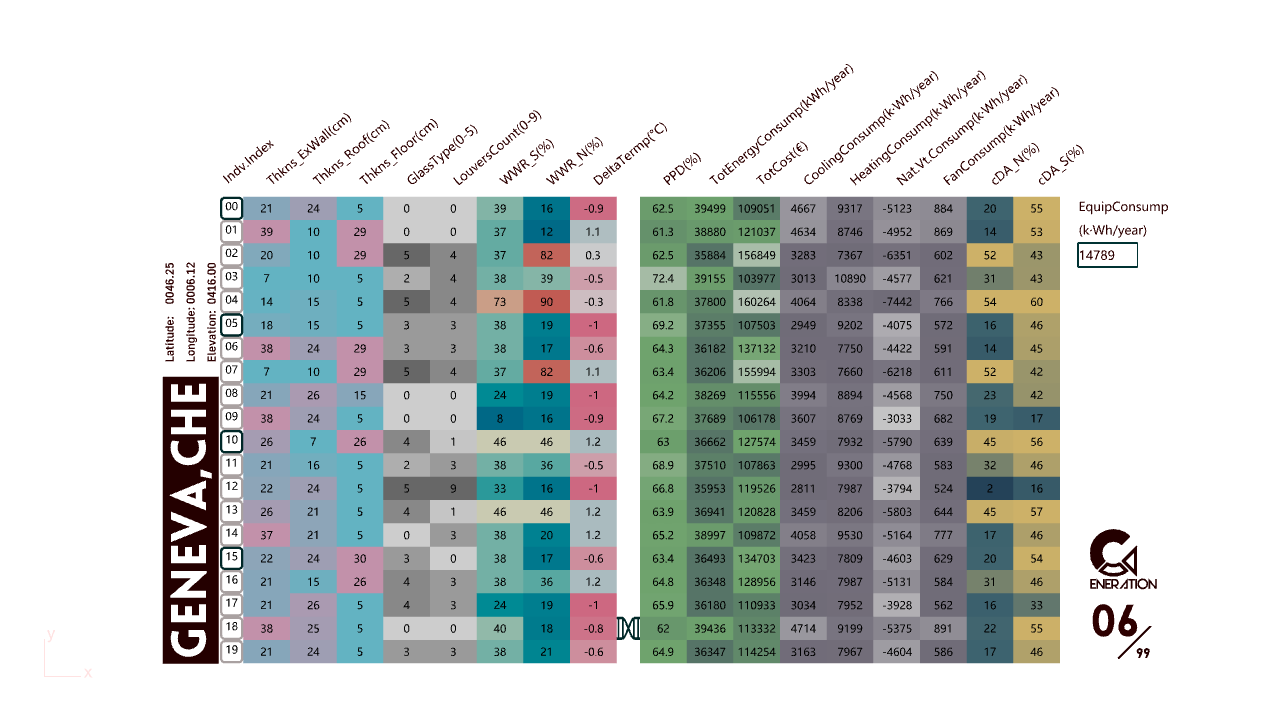 Indv.Index Thkns_ExWall(cm) Thkns_Roof(cm) Thkns_Floor(cm) GlassType(0-5) LouversCount(0-9) WWR_S(%) WWR_N(%) DeltaTermp(°C) PPD(%) TotEnergyConsump(kWh/year) TotCost(€) CoolingConsump(k·Wh/year) HeatingConsump(k·Wh/year) Nat.Vt.Consump(k·Wh/year) FanConsump(k·Wh/year) cDA_N(%) cDA_S(%)
00 21 24 5 0 0 39 16 -0.9 62.5 39499 109051 4667 9317 -5123 884 20 55
01 39 10 29 0 0 37 12 1.1 61.3 38880 121037 4634 8746 -4952 869 14 53
02 20 10 29 5 4 37 82 0.3 62.5 35884 156849 3283 7367 -6351 602 52 43
03 7 10 5 2 4 38 39 -0.5 72.4 39155 103977 3013 10890 -4577 621 31 43
04 14 15 5 5 4 73 90 -0.3 61.8 37800 160264 4064 8338 -7442 766 54 60
05 18 15 5 3 3 38 19 -1 69.2 37355 107503 2949 9202 -4075 572 16 46
06 38 24 29 3 3 38 17 -0.6 64.3 36182 137132 3210 7750 -4422 591 14 45
07 7 10 29 5 4 37 82 1.1 63.4 36206 155994 3303 7660 -6218 611 52 42
08 21 26 15 0 0 24 19 -1 64.2 38269 115556 3994 8894 -4568 750 23 42
09 38 24 5 0 0 8 16 -0.9 67.2 37689 106178 3607 8769 -3033 682 19 17
10 26 7 26 4 1 46 46 1.2 63 36662 127574 3459 7932 -5790 639 45 56
11 21 16 5 2 3 38 36 -0.5 68.9 37510 107863 2995 9300 -4768 583 32 46
12 22 24 5 5 9 33 16 -1 66.8 35953 119526 2811 7987 -3794 524 2 16
13 26 21 5 4 1 46 46 1.2 63.9 36941 120828 3459 8206 -5803 644 45 57
14 37 21 5 0 3 38 20 1.2 65.2 38997 109872 4058 9530 -5164 777 17 46
15 22 24 30 3 0 38 17 -0.6 63.4 36493 134703 3423 7809 -4603 629 20 54
16 21 15 26 4 3 38 36 1.2 64.8 36348 128956 3146 7987 -5131 584 31 46
17 21 26 5 4 3 24 19 -1 65.9 36180 110933 3034 7952 -3928 562 16 33
18 38 25 5 0 0 40 18 -0.8 62 39436 113332 4714 9199 -5375 891 22 55
19 21 24 5 3 3 38 21 -0.6 64.9 36347 114254 3163 7967 -4604 586 17 46
Latitude: 0046.25
Longitude: 0006.12
Elevation: 0416.00
GENEVA,CHE
EquipConsump
(k·Wh/year)
14789
GENERATION
06/99
y
x